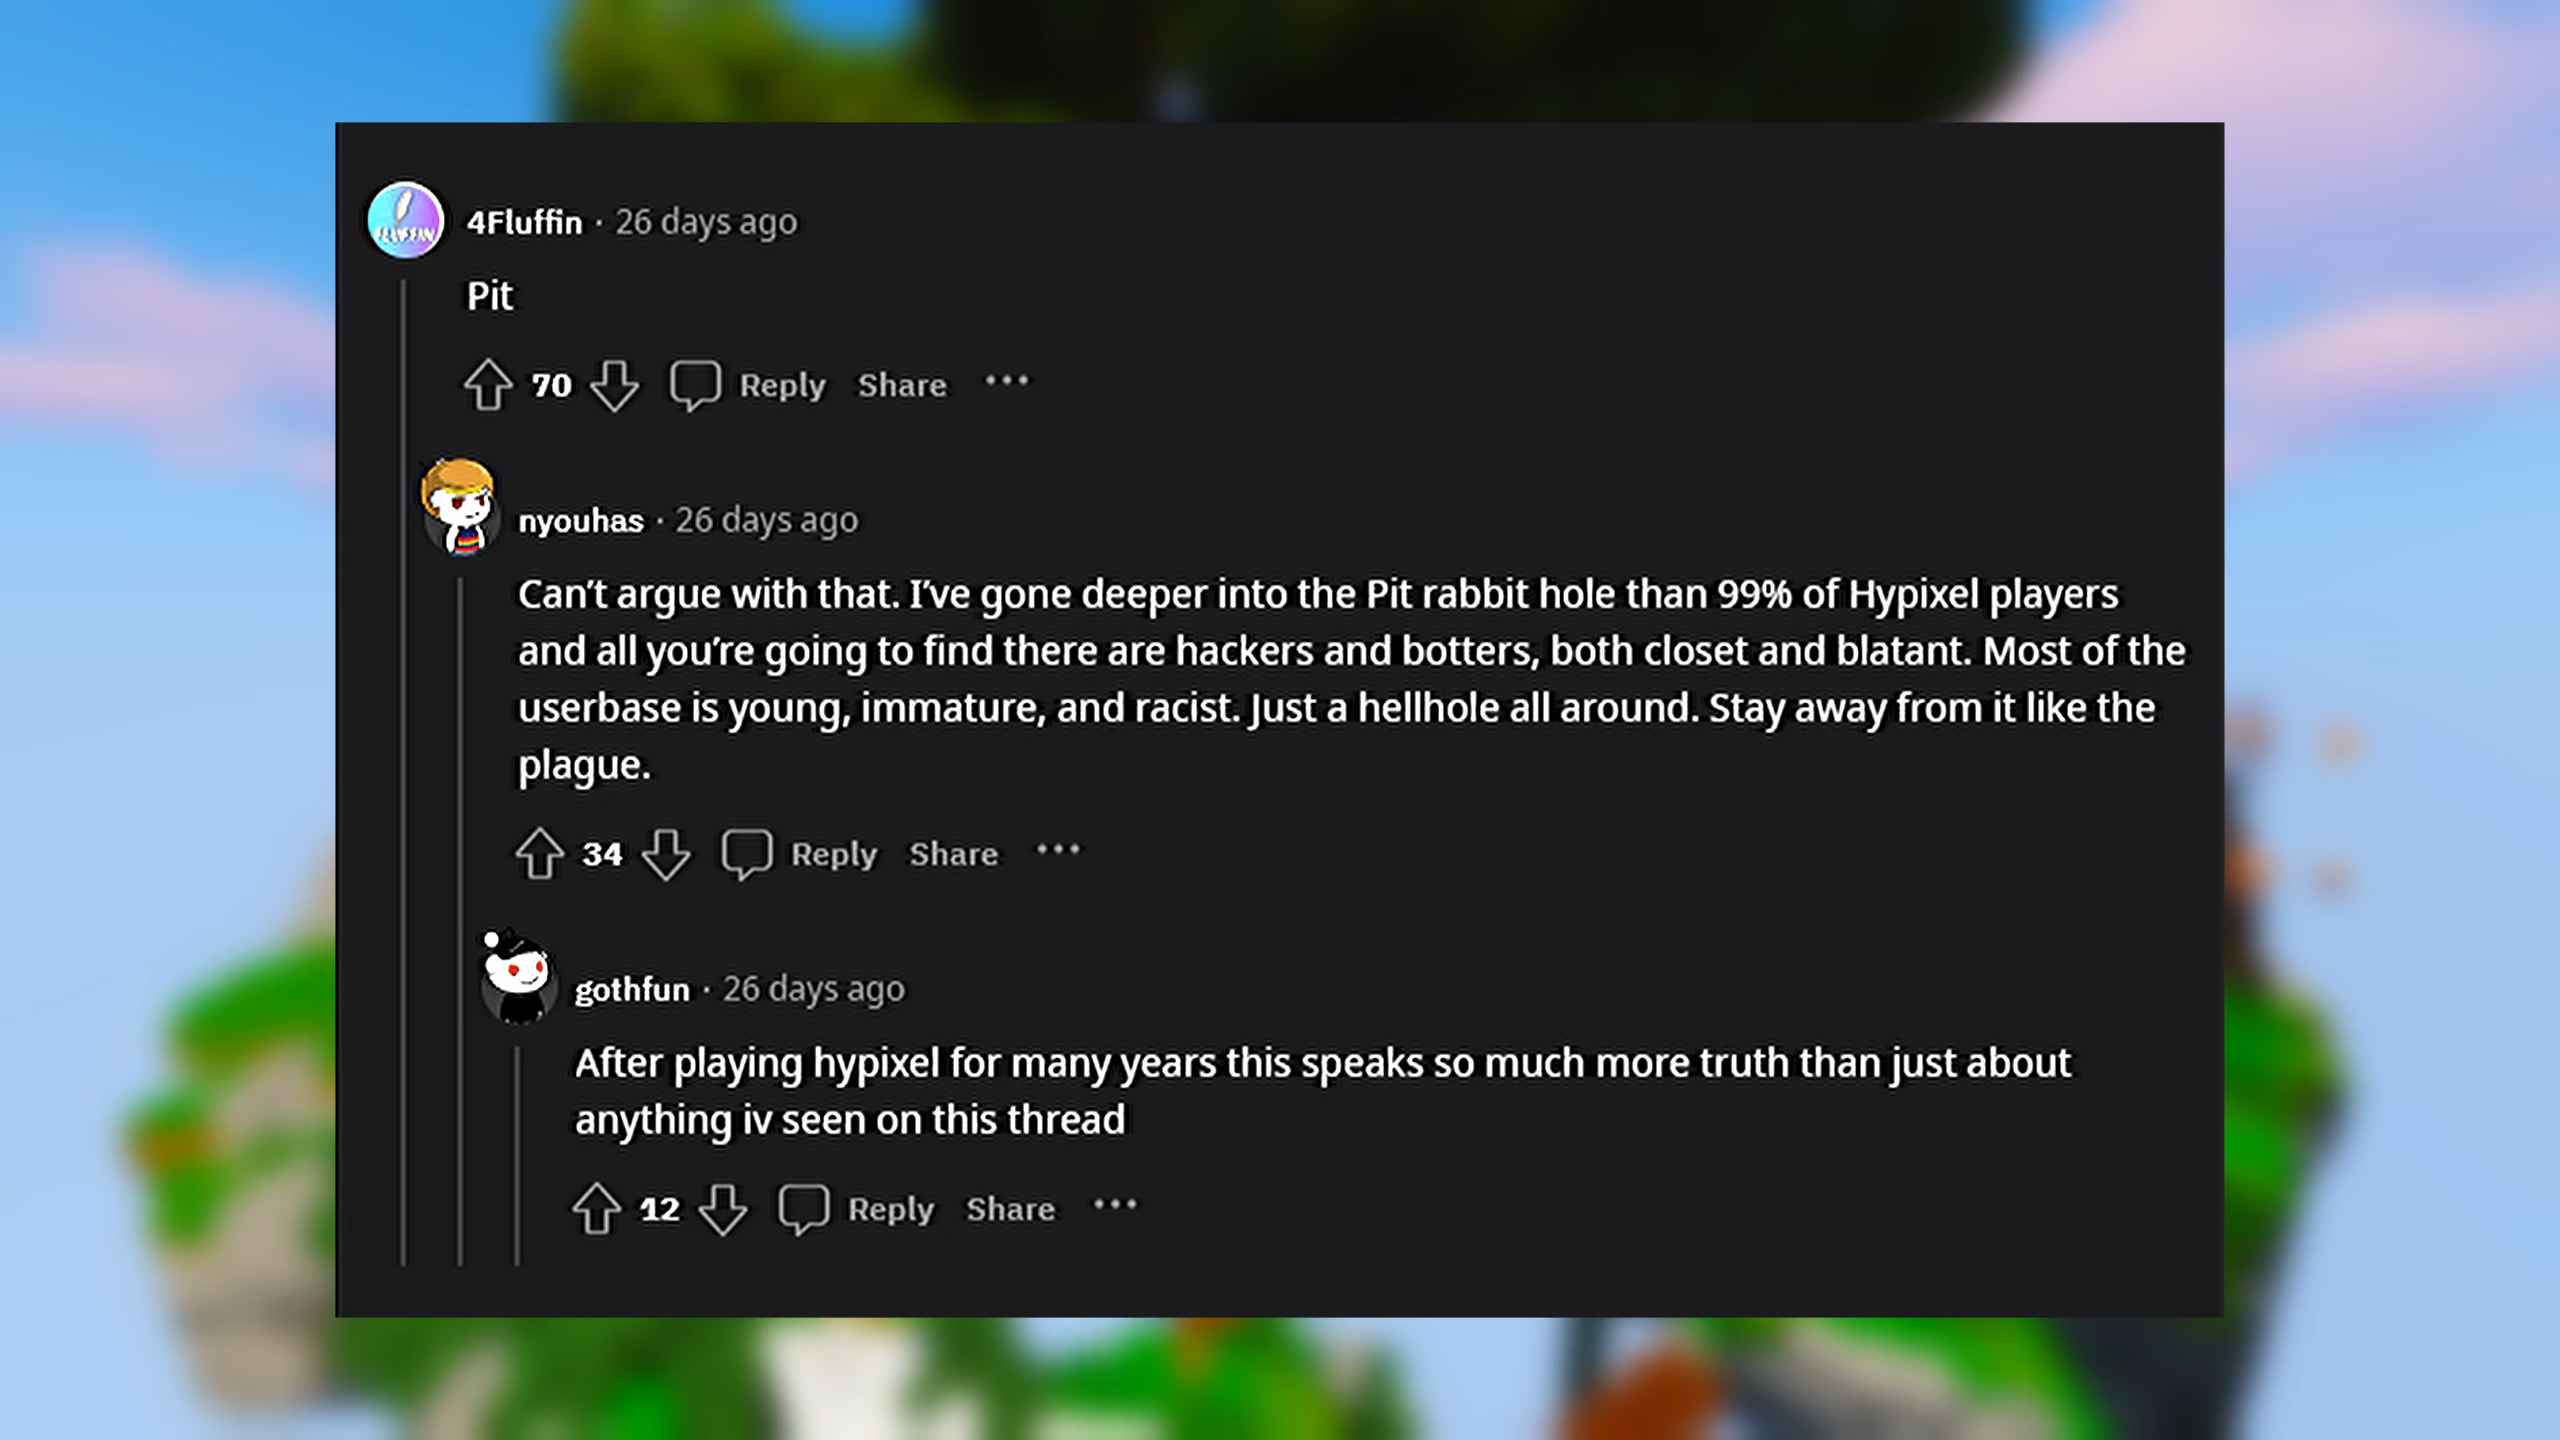 FLUFFIN
4Fluffin · 26 days ago
Pit
70 Reply Share ···
nyouhas · 26 days ago
Can't argue with that. I've gone deeper into the Pit rabbit hole than 99% of Hypixel players
and all you're going to find there are hackers and botters, both closet and blatant. Most of the
userbase is young, immature, and racist. Just a hellhole all around. Stay away from it like the
plague.
34 Reply Share ···
gothfun · 26 days ago
After playing hypixel for many years this speaks so much more truth than just about
anything iv seen on this thread
12 Reply Share ···